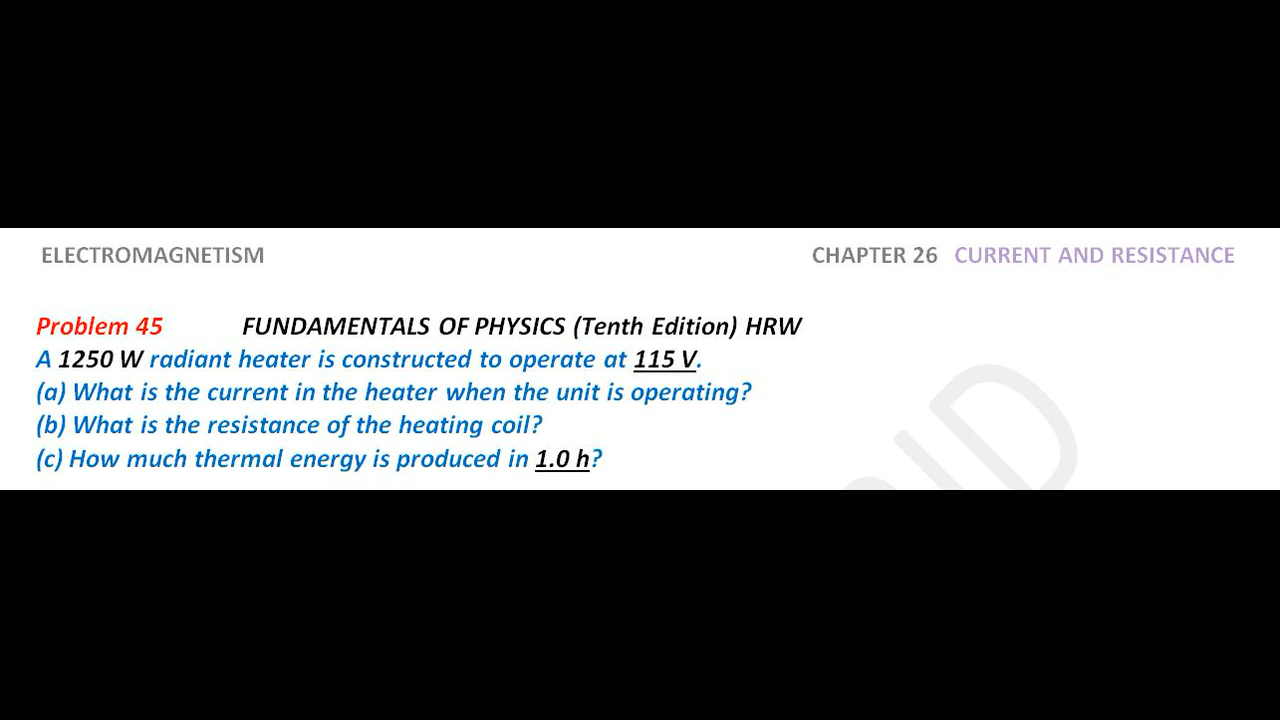 ELECTROMAGNETISM CHAPTER 26 CURRENT AND RESISTANCE
Problem 45 FUNDAMENTALS OF PHYSICS (Tenth Edition) HRW
A 1250 W radiant heater is constructed to operate at 115 V.
(a) What is the current in the heater when the unit is operating?
(b) What is the resistance of the heating coil?
(c) How much thermal energy is produced in 1.0 h?